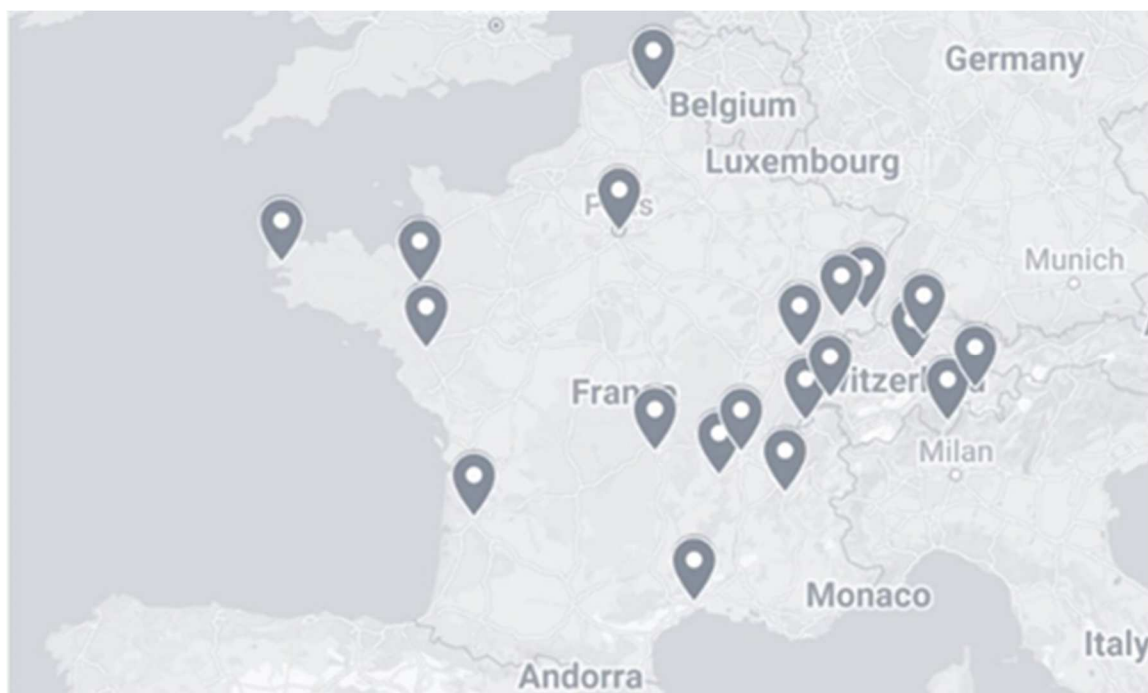 Germany
Belgium
Luxembourg
Munich
Milan
Monaco
Italy
Andorra